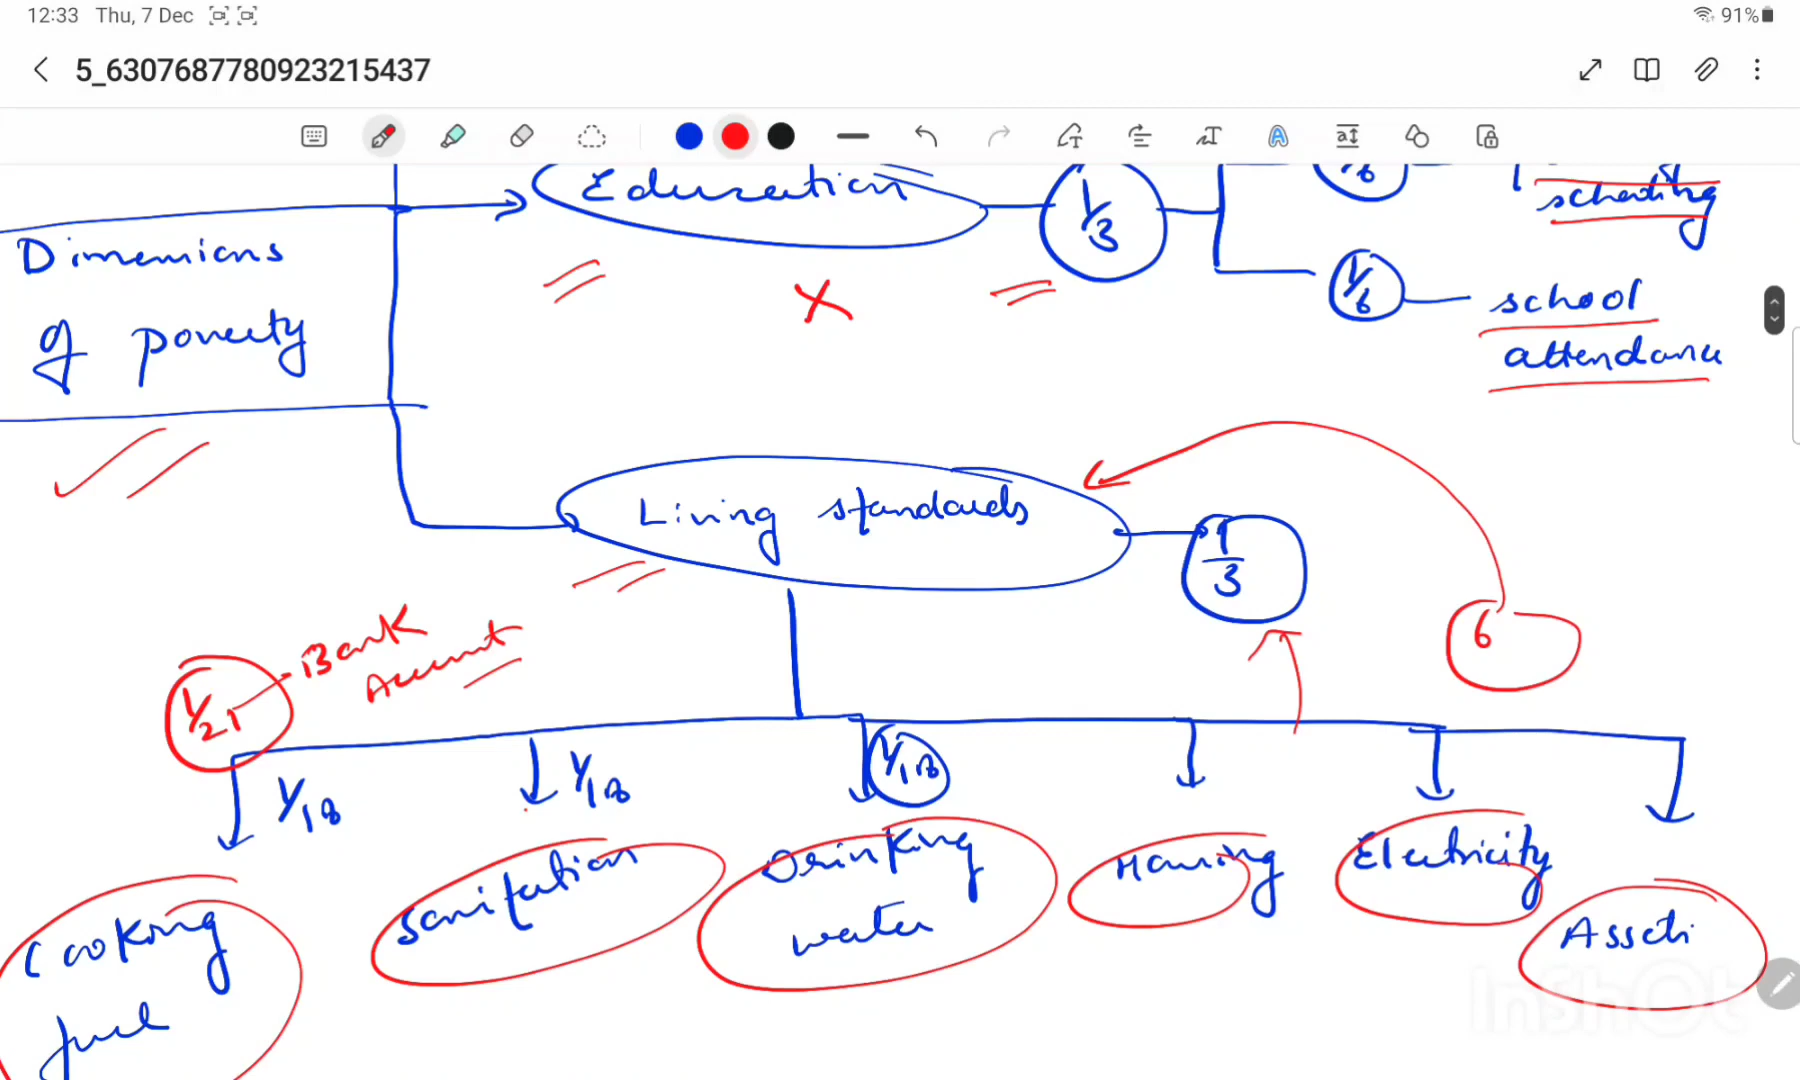 12:33 Thu, 7 Dec 91%
5_6307687780923215437
Education 1/3
schooling
Dimensions
of poverty
1/6 school
attendance
Living standards 1/3
6
1/21 Bank
Account
1/18 1/18 1/18
Cooking
fuel
Sanitation
Drinking
water
Housing
Electricity
Assets
InShOt